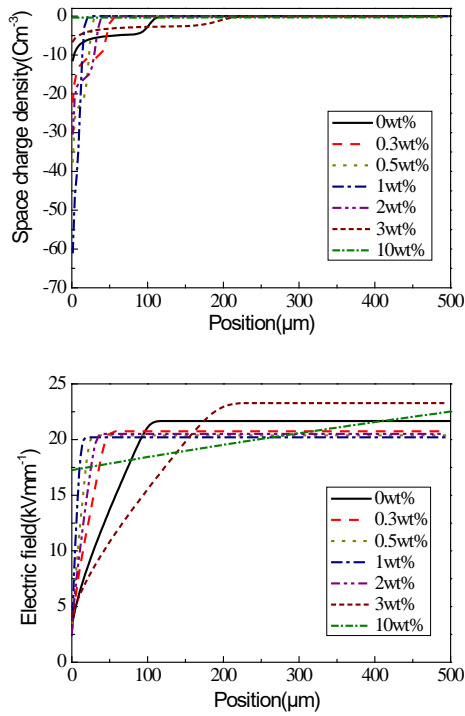 0
-10
-20
-30
-40
-50
-60
-70
Space charge density(Cm-3)
0wt%
0.3wt%
0.5wt%
1wt%
2wt%
3wt%
10wt%
0 100 200 300 400 500
Position(μm)
25
20
15
10
5
0
Electric field(kV/mm-1)
0wt%
0.3wt%
0.5wt%
1wt%
2wt%
3wt%
10wt%
0 100 200 300 400 500
Position(μm)